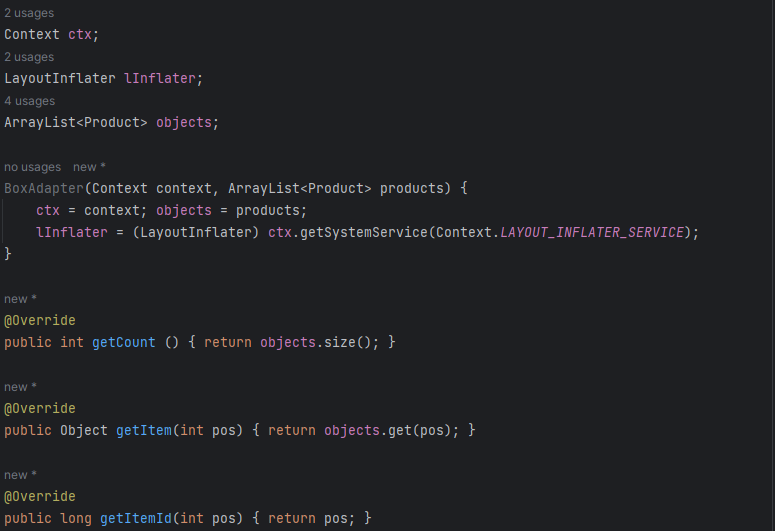 2 usages
Context ctx;
2 usages
LayoutInflater lInflater;
4 usages
ArrayList<Product> objects;
no usages new *
BoxAdapter(Context context, ArrayList<Product> products) {
ctx = context; objects = products;
lInflater = (LayoutInflater) ctx.getSystemService(Context.LAYOUT_INFLATER_SERVICE);
}
new *
@Override
public int getCount () { return objects.size(); }
new *
@Override
public Object getItem(int pos) { return objects.get(pos); }
new *
@Override
public long getItemId(int pos) { return pos; }